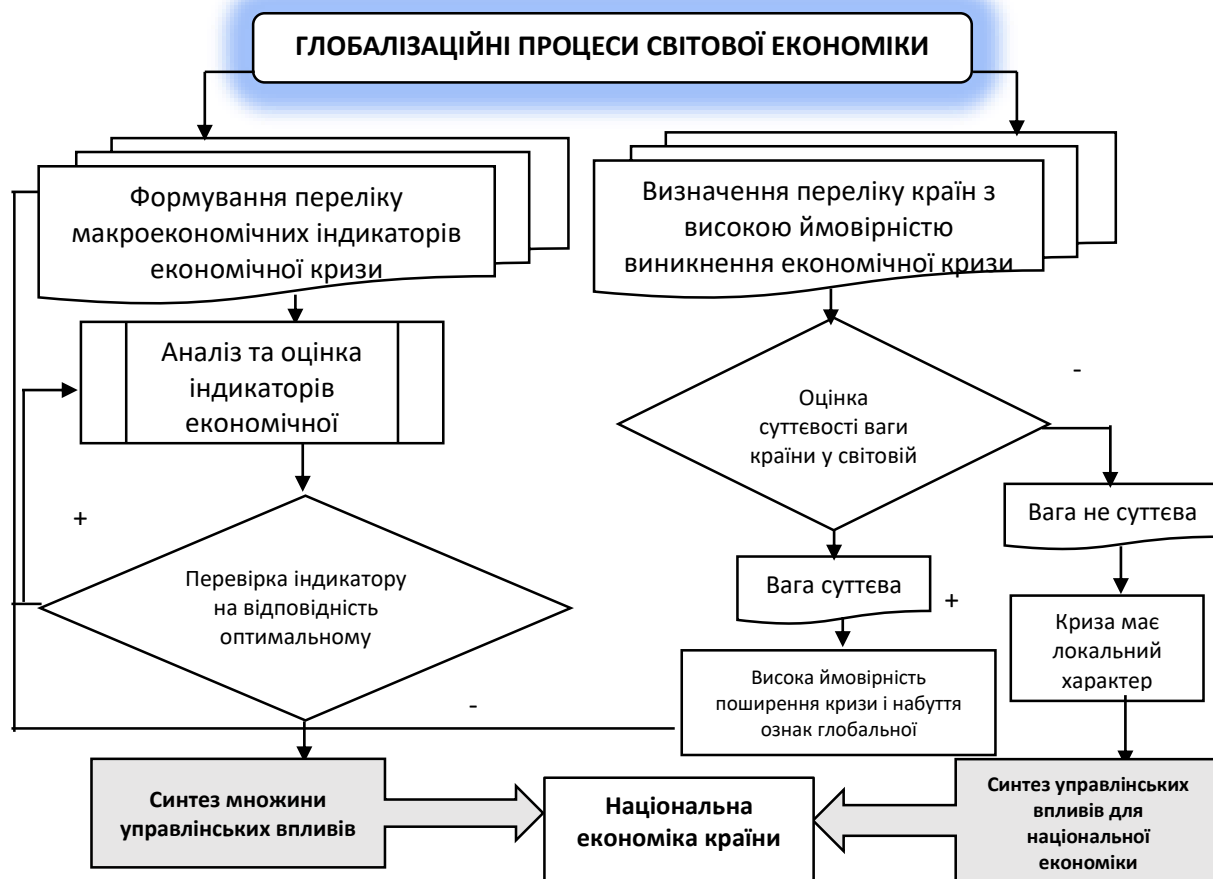 ГЛОБАЛІЗАЦІЙНІ ПРОЦЕСИ СВІТОВОЇ ЕКОНОМІКИ
Формування переліку
макроекономічних індикаторів
економічної кризи
Визначення переліку країн з
високою ймовірністю
виникнення економічної кризи
Аналіз та оцінка
індикаторів
економічної
-
Оцінка
суттєвості ваги
країни у світовій
+
Вага не суттєва
Перевірка індикатору
на відповідність
оптимальному
Вага суттєва
+
Криза має
локальний
характер
Висока ймовірність
поширення кризи і набуття
ознак глобальної
-
Синтез множини
управлінських впливів
Національна
економіка країни
Синтез управлінських
впливів для
національної
економіки